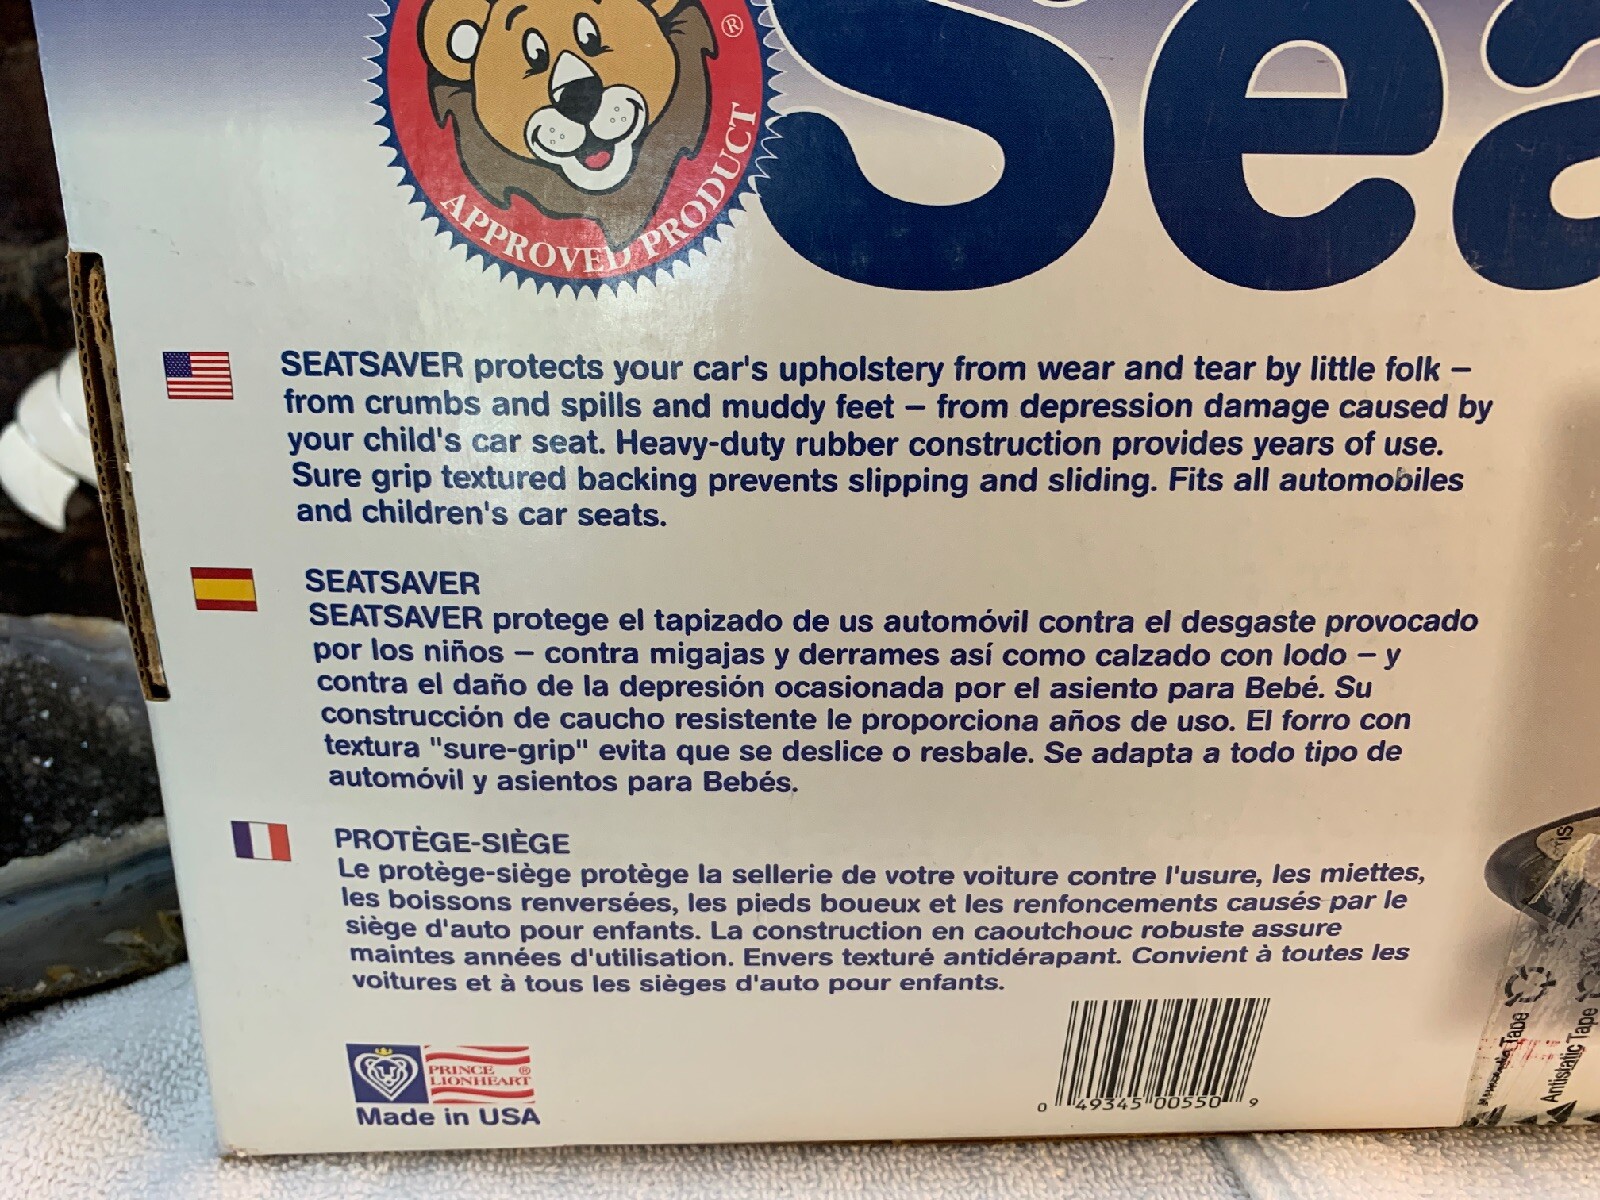 Sea
®
APPROVED PRODUCT
SEATSAVER protects your car's upholstery from wear and tear by little folk –
from crumbs and spills and muddy feet – from depression damage caused by
your child's car seat. Heavy-duty rubber construction provides years of use.
Sure grip textured backing prevents slipping and sliding. Fits all automobiles
and children's car seats.
SEATSAVER
SEATSAVER protege el tapizado de us automóvil contra el desgaste provocado
por los niños – contra migajas y derrames así como calzado con lodo – y
contra el daño de la depresión ocasionada por el asiento para Bebé. Su
construcción de caucho resistente le proporciona años de uso. El forro con
textura "sure-grip" evita que se deslice o resbale. Se adapta a todo tipo de
automóvil y asientos para Bebés.
PROTÈGE-SIÈGE
Le protège-siège protège la sellerie de votre voiture contre l'usure, les miettes,
les boissons renversées, les pieds boueux et les renfoncements causés par le
siège d'auto pour enfants. La construction en caoutchouc robuste assure
maintes années d'utilisation. Envers texturé antidérapant. Convient à toutes les
voitures et à tous les sièges d'auto pour enfants.
PRINCE ®
LIONHEART
Made in USA
0 49345 00550 9
Tape
Antistatic Tape